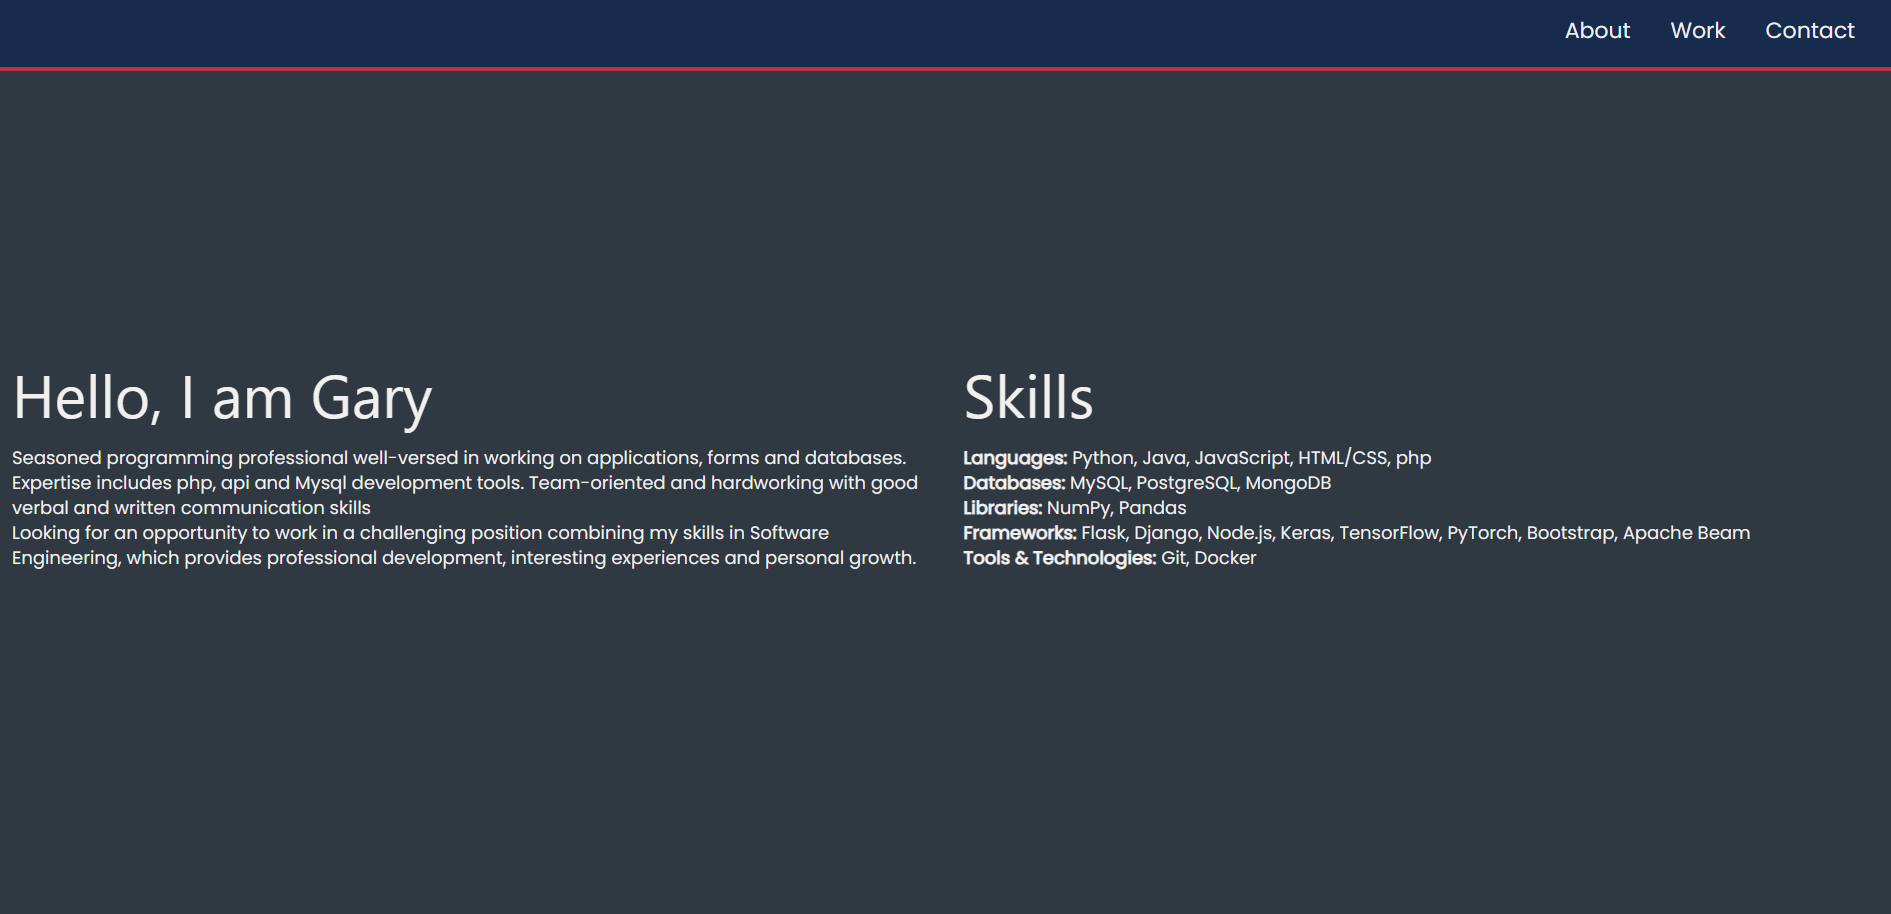 About Work Contact
Hello, I am Gary
Seasoned programming professional well-versed in working on applications, forms and databases.
Expertise includes php, api and Mysql development tools. Team-oriented and hardworking with good
verbal and written communication skills
Looking for an opportunity to work in a challenging position combining my skills in Software
Engineering, which provides professional development, interesting experiences and personal growth.
Skills
Languages: Python, Java, JavaScript, HTML/CSS, php
Databases: MySQL, PostgreSQL, MongoDB
Libraries: NumPy, Pandas
Frameworks: Flask, Django, Node.js, Keras, TensorFlow, PyTorch, Bootstrap, Apache Beam
Tools & Technologies: Git, Docker